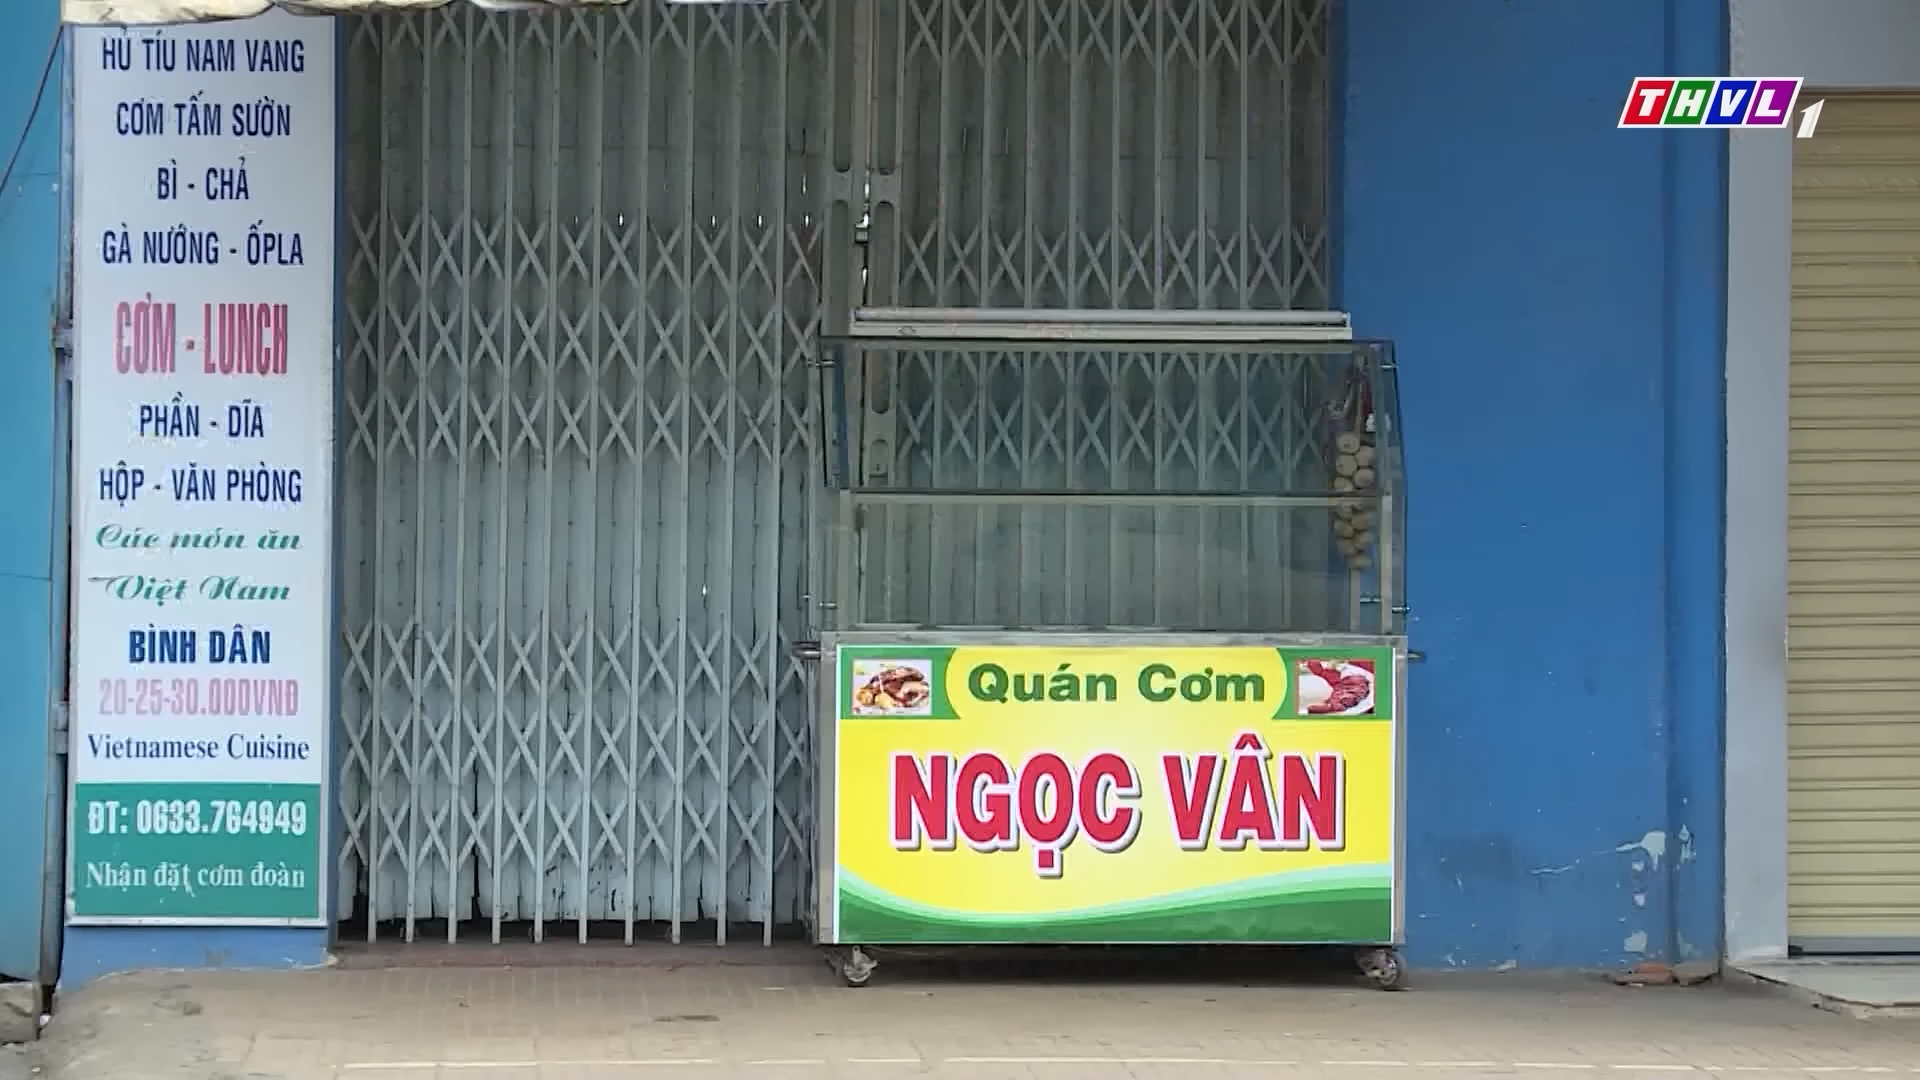 HỦ TÍU NAM VANG
CƠM TẤM SƯỜN
BÌ - CHẢ
GÀ NƯỚNG - ỐPLA
CƠM - LUNCH
PHẦN - DĨA
HỘP - VĂN PHÒNG
Các món ăn
Việt Nam
BÌNH DÂN
20-25-30.000VNĐ
Vietnamese Cuisine
ĐT: 0633.764949
Nhận đặt cơm đoàn
Quán Cơm
NGỌC VÂN
THVL1